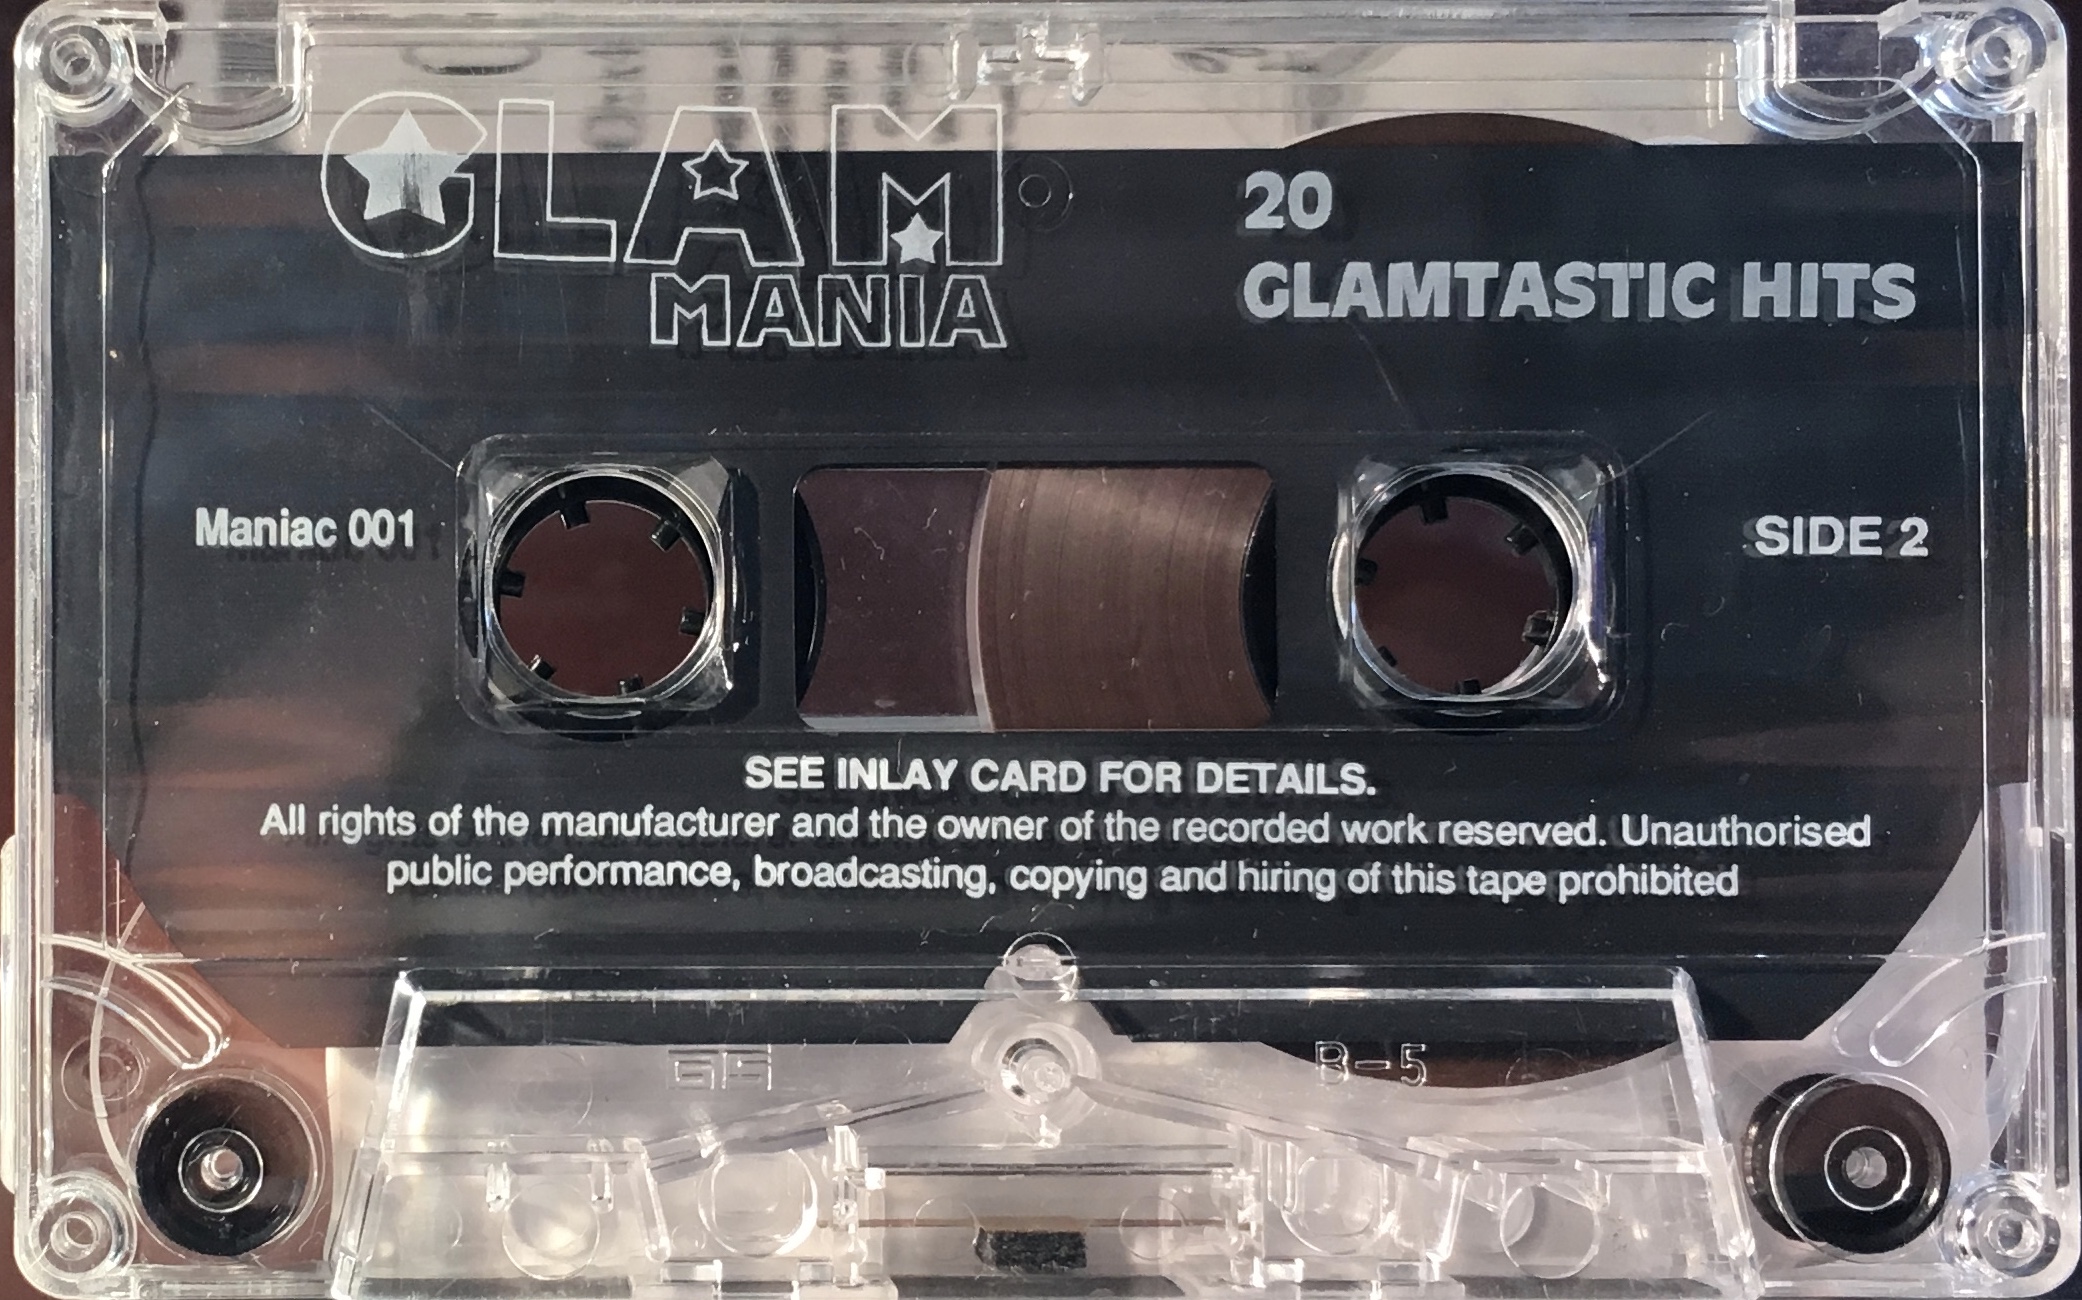 GLAM
MANIA
20
GLAMTASTIC HITS
Maniac 001
SIDE 2
SEE INLAY CARD FOR DETAILS.
All rights of the manufacturer and the owner of the recorded work reserved. Unauthorised
public performance, broadcasting, copying and hiring of this tape prohibited
B-5